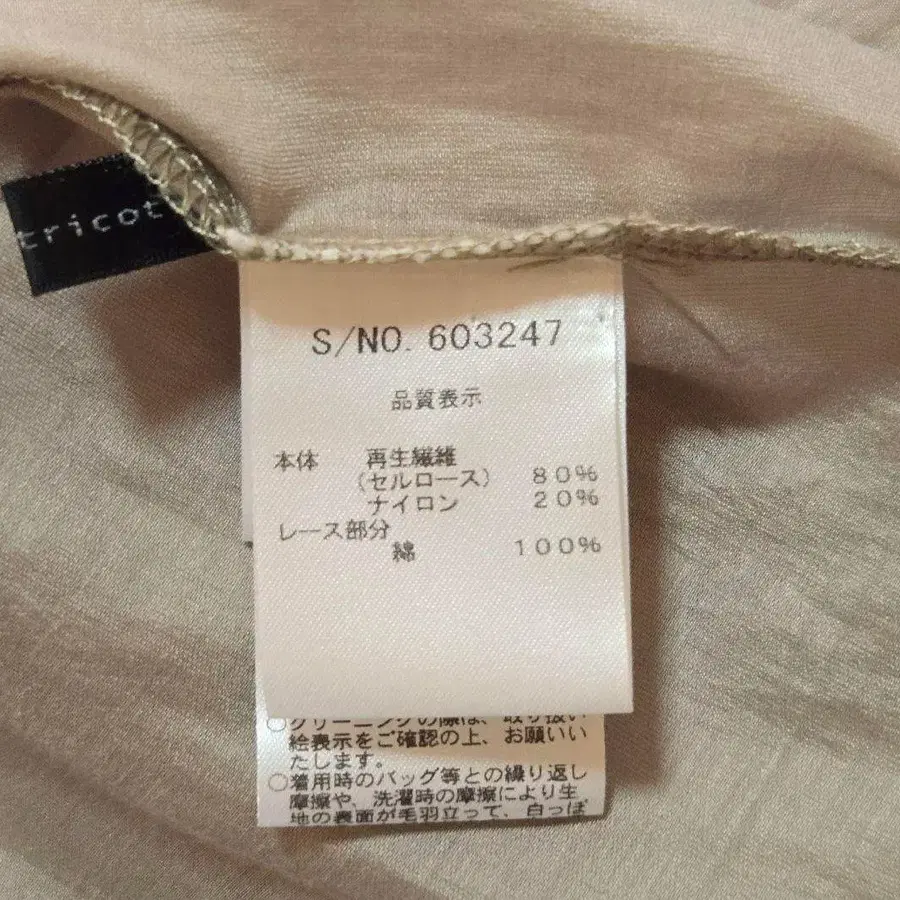 tricot
S/NO. 603247
品質表示
本体 再生繊維
(セルロース) 80%
ナイロン 20%
レース部分
綿 100%
○クリーニングの際は、取り扱い
絵表示をご確認の上、お願いい
たします。
○着用時のバッグ等との繰り返し
摩擦や、洗濯時の摩擦により生
地の表面が毛羽立って、白っぽ